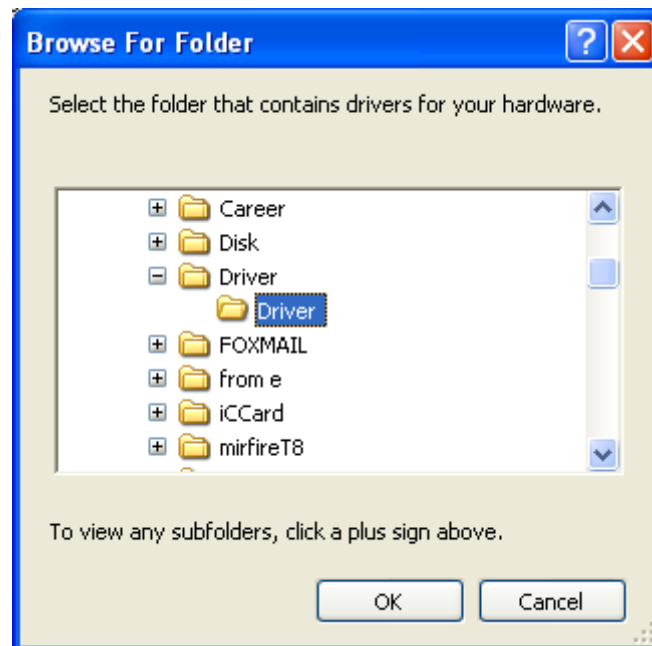 Browse For Folder
Select the folder that contains drivers for your hardware.
Career
Disk
Driver
Driver
FOXMAIL
from e
iCCard
mirfireT8
To view any subfolders, click a plus sign above.
OK Cancel